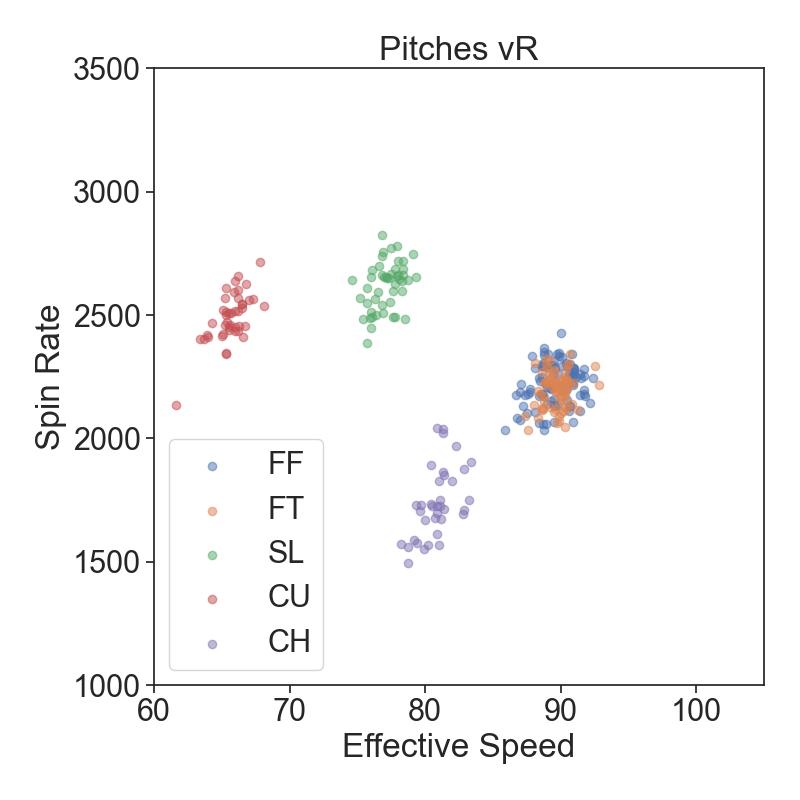 Pitches vR
3500
3000
2500
2000
1500
1000
Spin Rate
FF
FT
SL
CU
CH
60 70 80 90 100
Effective Speed